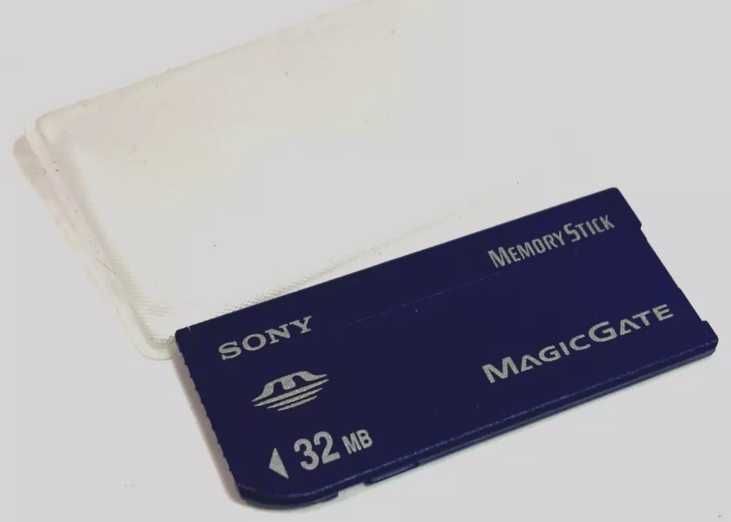 MEMORY STICK
SONY
MAGICGATE
32 MB